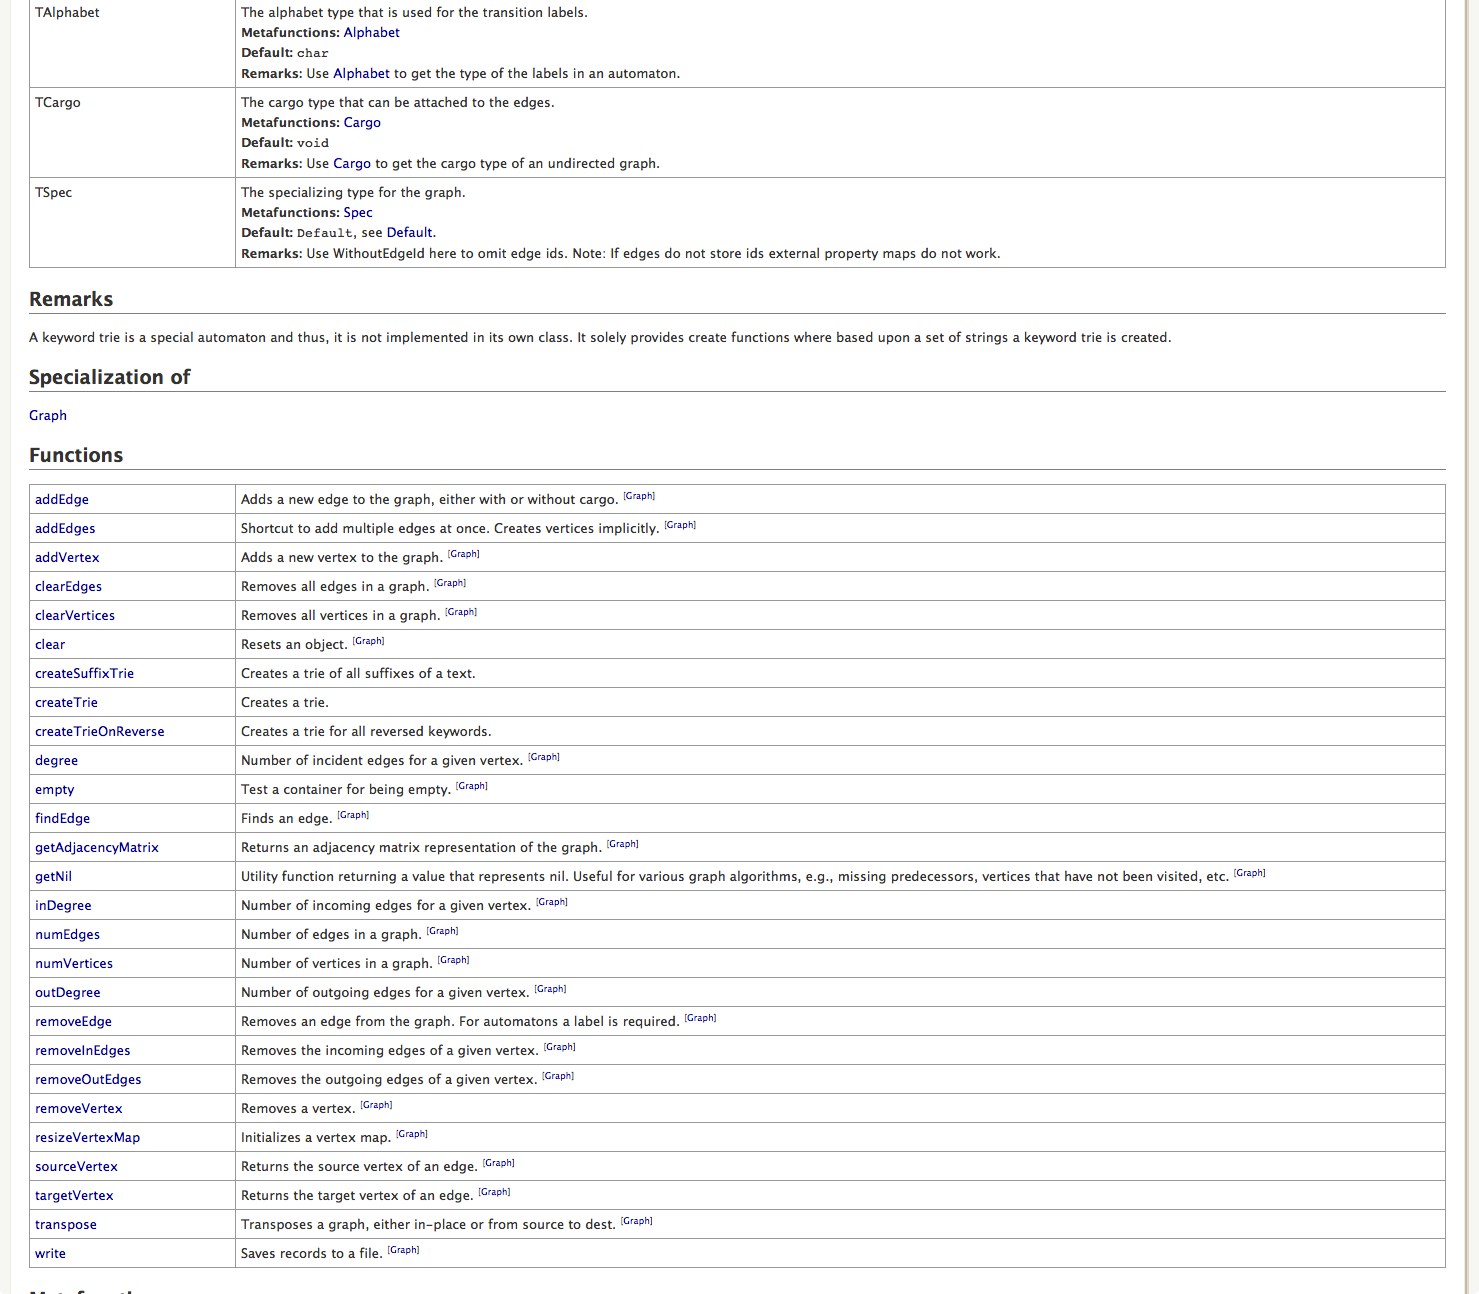 TAlphabet The alphabet type that is used for the transition labels.
Metafunctions: Alphabet
Default: char
Remarks: Use Alphabet to get the type of the labels in an automaton.
TCargo The cargo type that can be attached to the edges.
Metafunctions: Cargo
Default: void
Remarks: Use Cargo to get the cargo type of an undirected graph.
TSpec The specializing type for the graph.
Metafunctions: Spec
Default: Default, see Default.
Remarks: Use WithoutEdgeId here to omit edge ids. Note: If edges do not store ids external property maps do not work.
Remarks
A keyword trie is a special automaton and thus, it is not implemented in its own class. It solely provides create functions where based upon a set of strings a keyword trie is created.
Specialization of
Graph
Functions
addEdge Adds a new edge to the graph, either with or without cargo. [Graph]
addEdges Shortcut to add multiple edges at once. Creates vertices implicitly. [Graph]
addVertex Adds a new vertex to the graph. [Graph]
clearEdges Removes all edges in a graph. [Graph]
clearVertices Removes all vertices in a graph. [Graph]
clear Resets an object. [Graph]
createSuffixTrie Creates a trie of all suffixes of a text.
createTrie Creates a trie.
createTrieOnReverse Creates a trie for all reversed keywords.
degree Number of incident edges for a given vertex. [Graph]
empty Test a container for being empty. [Graph]
findEdge Finds an edge. [Graph]
getAdjacencyMatrix Returns an adjacency matrix representation of the graph. [Graph]
getNil Utility function returning a value that represents nil. Useful for various graph algorithms, e.g., missing predecessors, vertices that have not been visited, etc. [Graph]
inDegree Number of incoming edges for a given vertex. [Graph]
numEdges Number of edges in a graph. [Graph]
numVertices Number of vertices in a graph. [Graph]
outDegree Number of outgoing edges for a given vertex. [Graph]
removeEdge Removes an edge from the graph. For automatons a label is required. [Graph]
removeInEdges Removes the incoming edges of a given vertex. [Graph]
removeOutEdges Removes the outgoing edges of a given vertex. [Graph]
removeVertex Removes a vertex. [Graph]
resizeVertexMap Initializes a vertex map. [Graph]
sourceVertex Returns the source vertex of an edge. [Graph]
targetVertex Returns the target vertex of an edge. [Graph]
transpose Transposes a graph, either in-place or from source to dest. [Graph]
write Saves records to a file. [Graph]